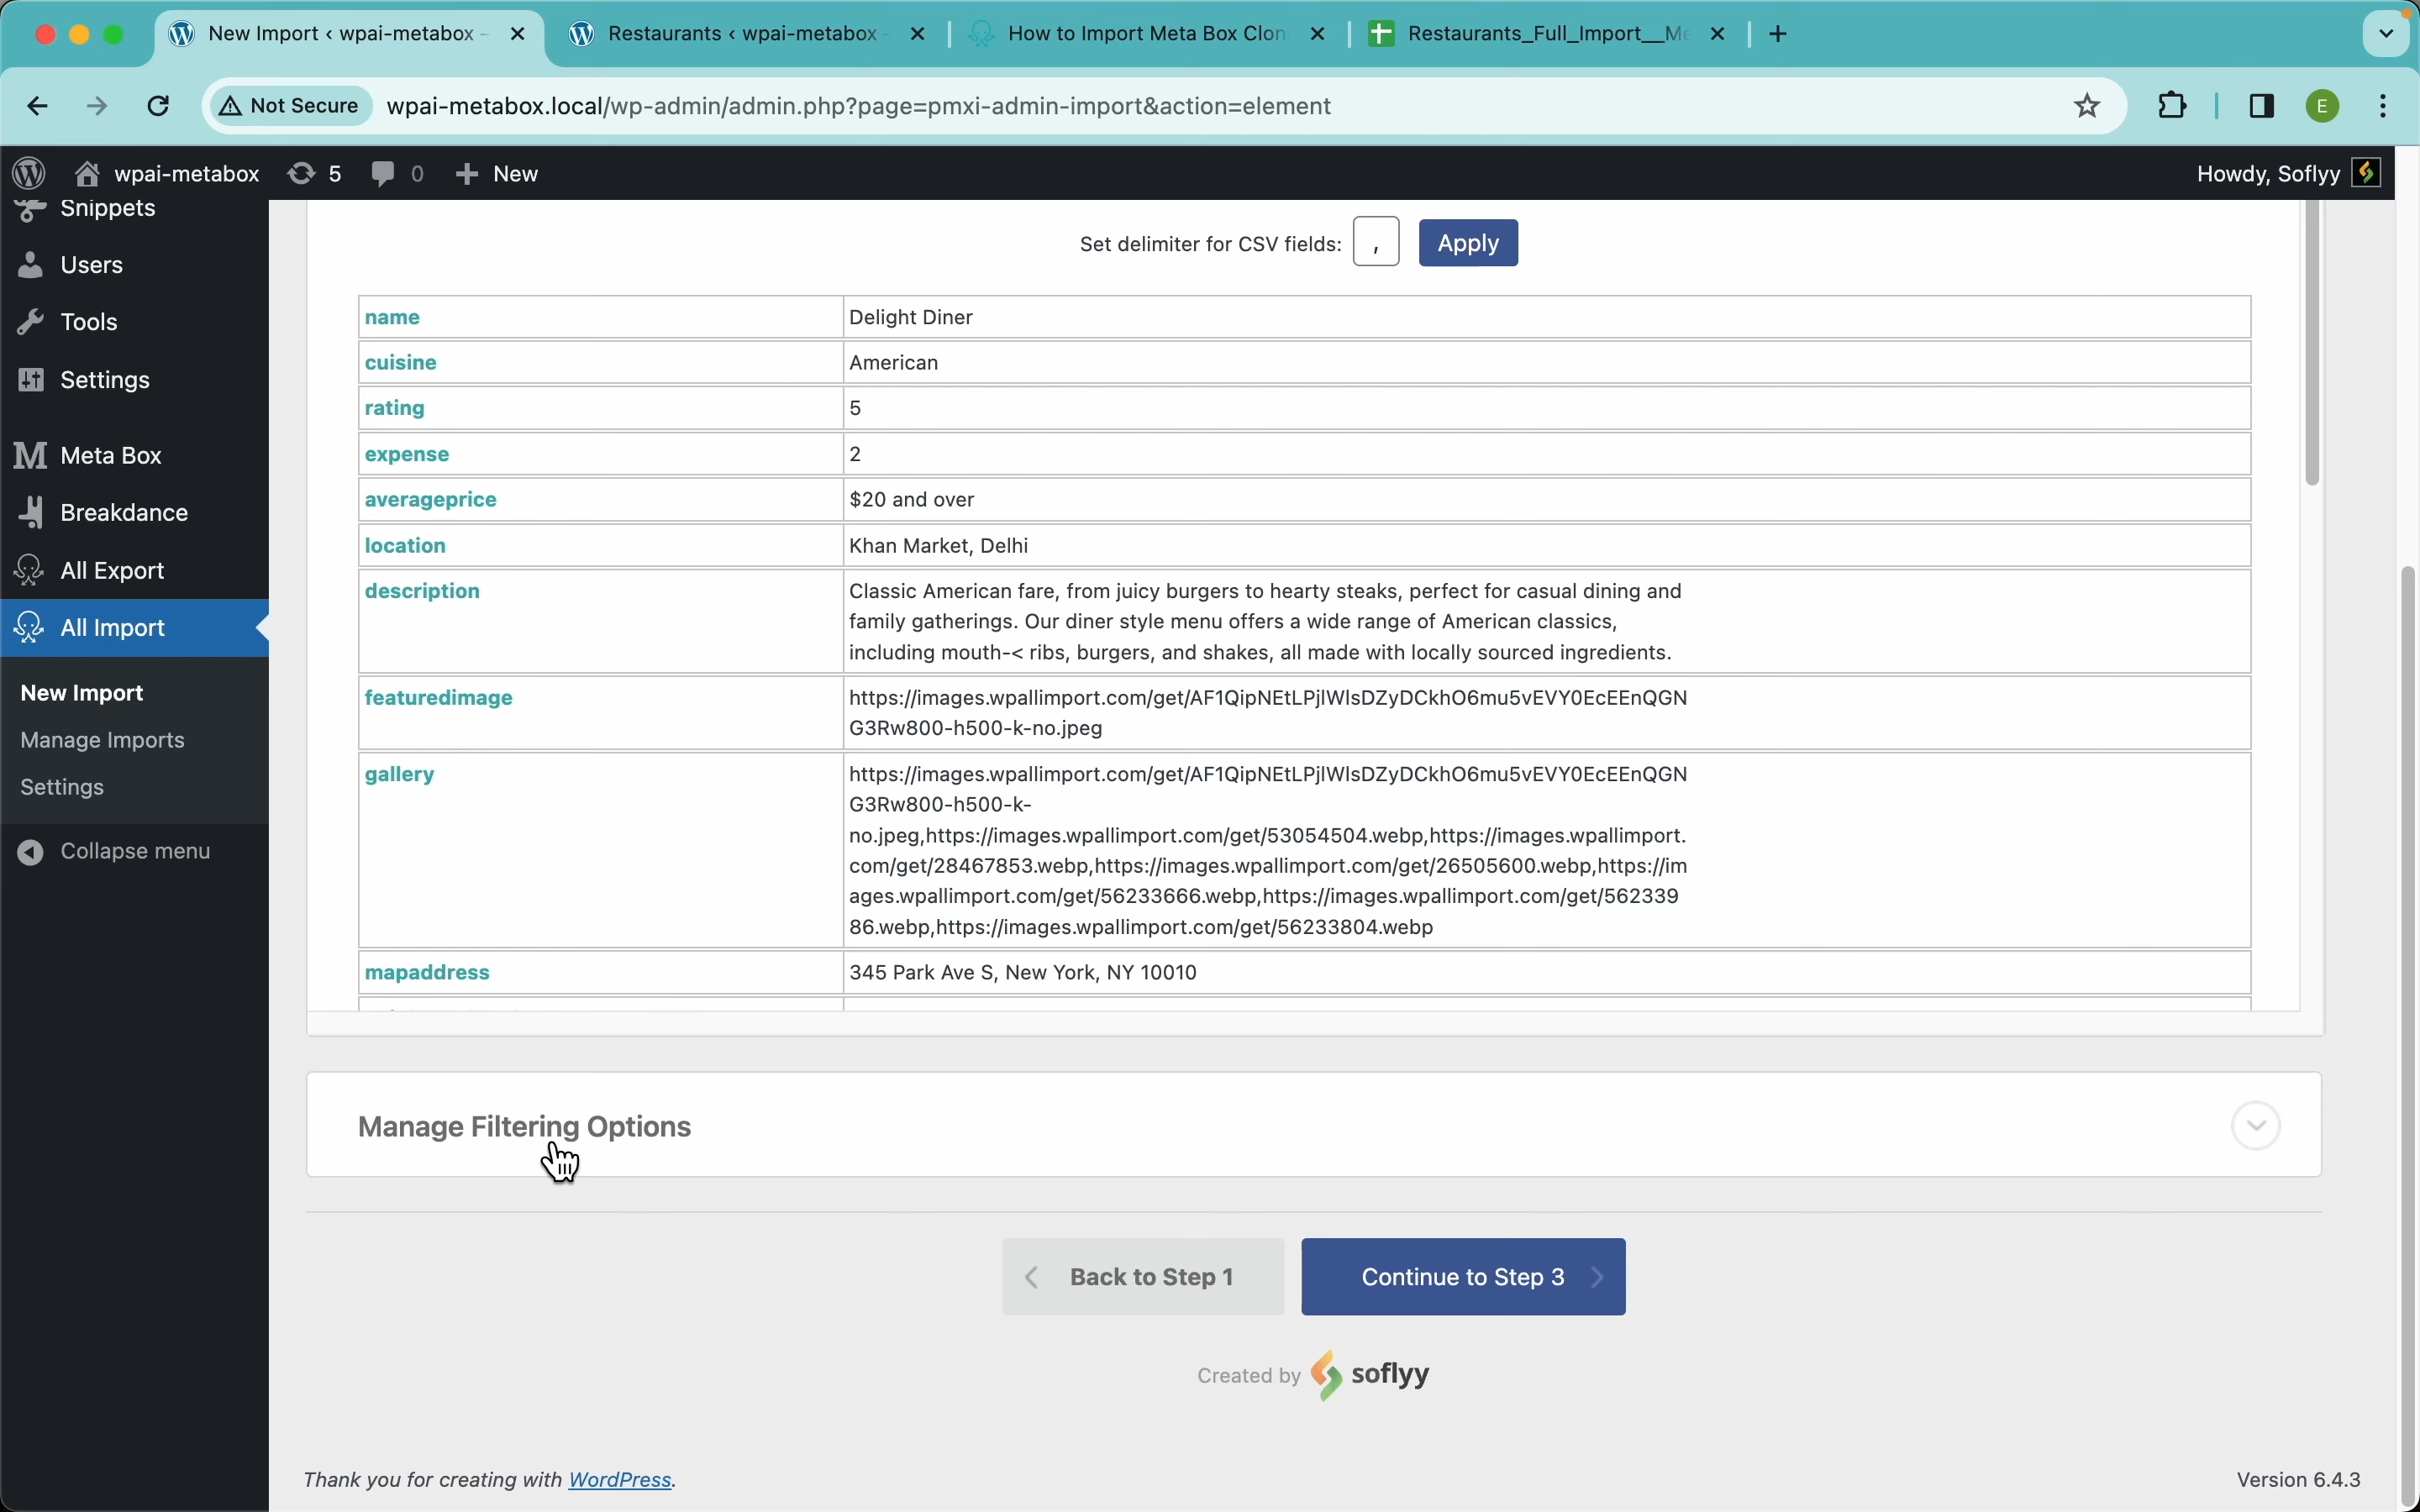 New Import ‹ wpai-metabox -
Restaurants ‹ wpai-metabox -
How to Import Meta Box Clon
Restaurants_Full_Import__Me
Not Secure
wpai-metabox.local/wp-admin/admin.php?page=pmxi-admin-import&action=element
E
wpai-metabox
5
0
New
Howdy, Soflyy
Snippets
Users
Tools
Settings
Meta Box
Breakdance
All Export
All Import
New Import
Manage Imports
Settings
Collapse menu
Set delimiter for CSV fields:
,
Apply
name
Delight Diner
cuisine
American
rating
5
expense
2
averageprice
$20 and over
location
Khan Market, Delhi
description
Classic American fare, from juicy burgers to hearty steaks, perfect for casual dining and
family gatherings. Our diner style menu offers a wide range of American classics,
including mouth-< ribs, burgers, and shakes, all made with locally sourced ingredients.
featuredimage
https://images.wpallimport.com/get/AF1QipNEtLPjlWlsDZyDCkhO6mu5vEVY0EcEEnQGN
G3Rw800-h500-k-no.jpeg
gallery
https://images.wpallimport.com/get/AF1QipNEtLPjlWlsDZyDCkhO6mu5vEVY0EcEEnQGN
G3Rw800-h500-k-
no.jpeg,https://images.wpallimport.com/get/53054504.webp,https://images.wpallimport.
com/get/28467853.webp,https://images.wpallimport.com/get/26505600.webp,https://im
ages.wpallimport.com/get/56233666.webp,https://images.wpallimport.com/get/562339
86.webp,https://images.wpallimport.com/get/56233804.webp
mapaddress
345 Park Ave S, New York, NY 10010
Manage Filtering Options
Back to Step 1
Continue to Step 3
Created by soflyy
Thank you for creating with WordPress.
Version 6.4.3